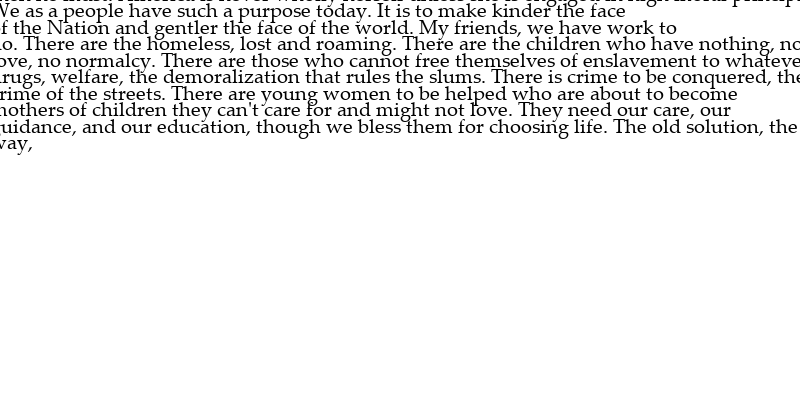 We as a people have such a purpose today. It is to make kinder the face
of the Nation and gentler the face of the world. My friends, we have work to
do. There are the homeless, lost and roaming. There are the children who have nothing, no
love, no normalcy. There are those who cannot free themselves of enslavement to whatever
drugs, welfare, the demoralization that rules the slums. There is crime to be conquered, the
crime of the streets. There are young women to be helped who are about to become
mothers of children they can't care for and might not love. They need our care, our
guidance, and our education, though we bless them for choosing life. The old solution, the
way,